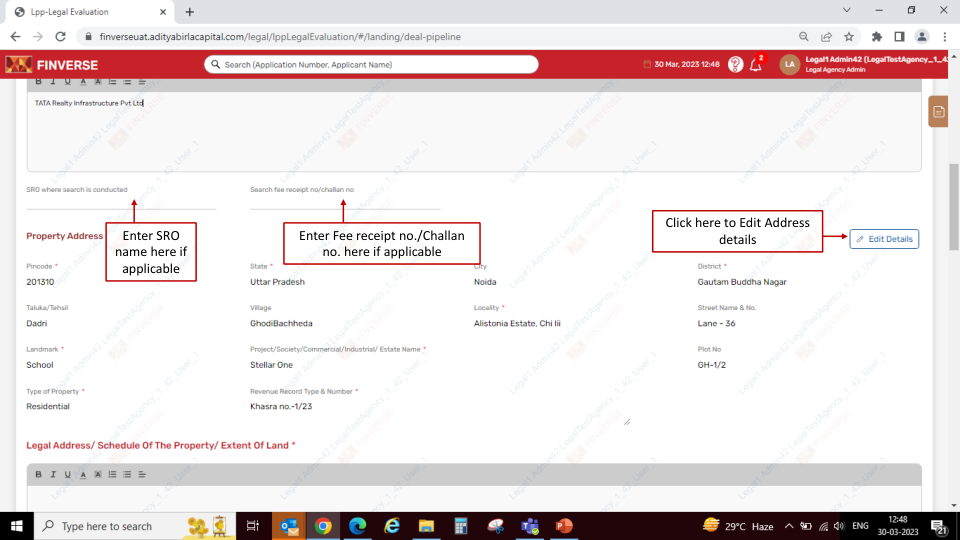 Lpp-Legal Evaluation
finverseuat.adityabirlacapital.com/legal/lppLegalEvaluation/#/landing/deal-pipeline
FINVERSE
Search (Application Number, Applicant Name)
30 Mar, 2023 12:48
2
LA
Legal1 Admin42 (LegalTestAgency_1_4
Legal Agency Admin
B I U A A
TATA Realty Infrastructure Pvt Ltd
SRO where search is conducted
Search fee receipt no/challan no
Enter SRO name here if applicable
Enter Fee receipt no./Challan no. here if applicable
Click here to Edit Address details
Property Address
Edit Details
Pincode *
State *
City
District *
201310
Uttar Pradesh
Noida
Gautam Buddha Nagar
Taluka/Tehsil
Village
Locality *
Street Name & No.
Dadri
GhodiBachheda
Alistonia Estate, Chi Iii
Lane - 36
Landmark *
Project/Society/Commercial/Industrial/ Estate Name *
Plot No
School
Stellar One
GH-1/2
Type of Property *
Revenue Record Type & Number *
Residential
Khasra no.-1/23
Legal Address/ Schedule Of The Property/ Extent Of Land *
B I U A A
Type here to search
29°C Haze
ENG
12:48
30-03-2023
21